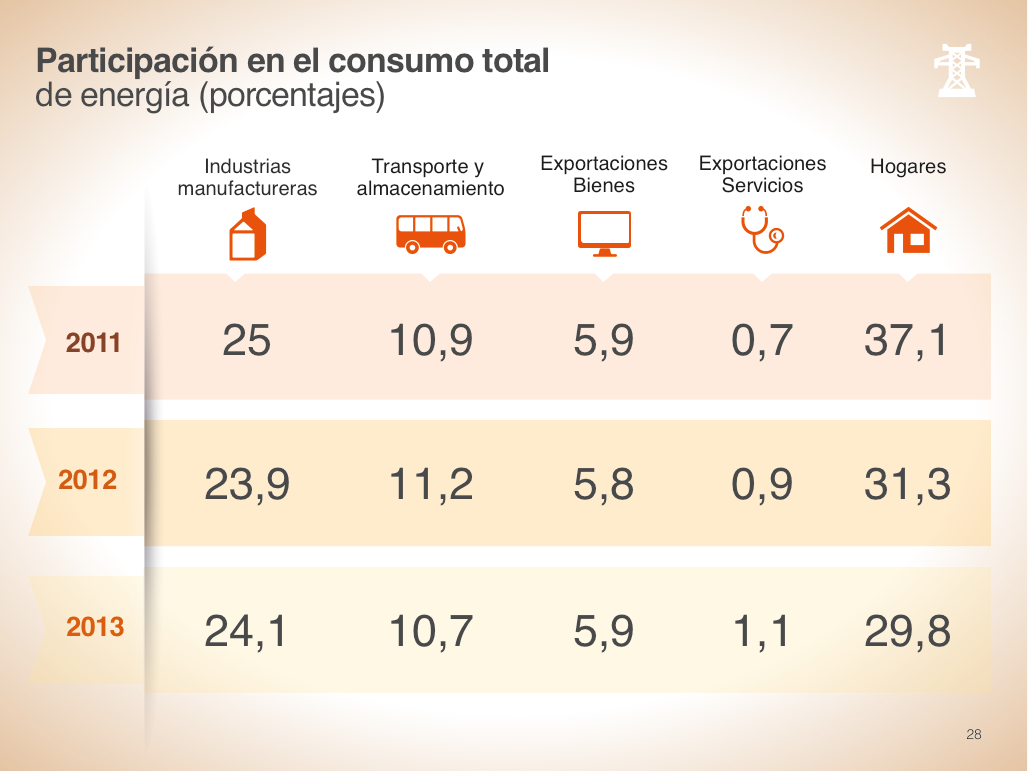 Participación en el consumo total
de energía (porcentajes)
Industrias
manufactureras
Transporte y
almacenamiento
Exportaciones
Bienes
Exportaciones
Servicios
Hogares
2011
25
10,9
5,9
0,7
37,1
2012
23,9
11,2
5,8
0,9
31,3
2013
24,1
10,7
5,9
1,1
29,8
28